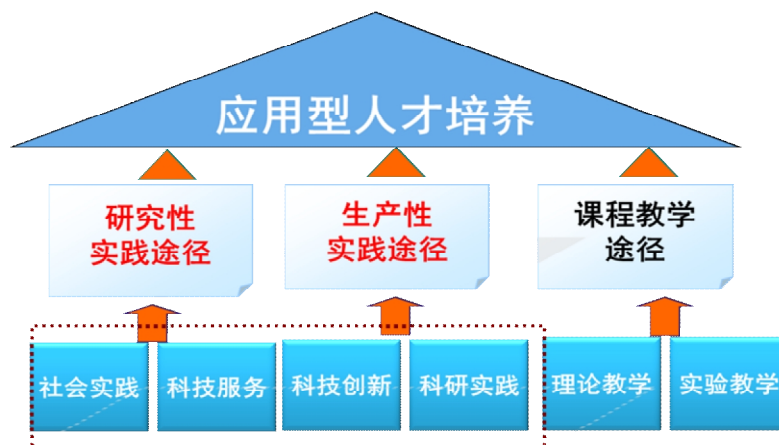 应用型人才培养
研究性
实践途径
生产性
实践途径
课程教学
途径
社会实践
科技服务
科技创新
科研实践
理论教学
实验教学